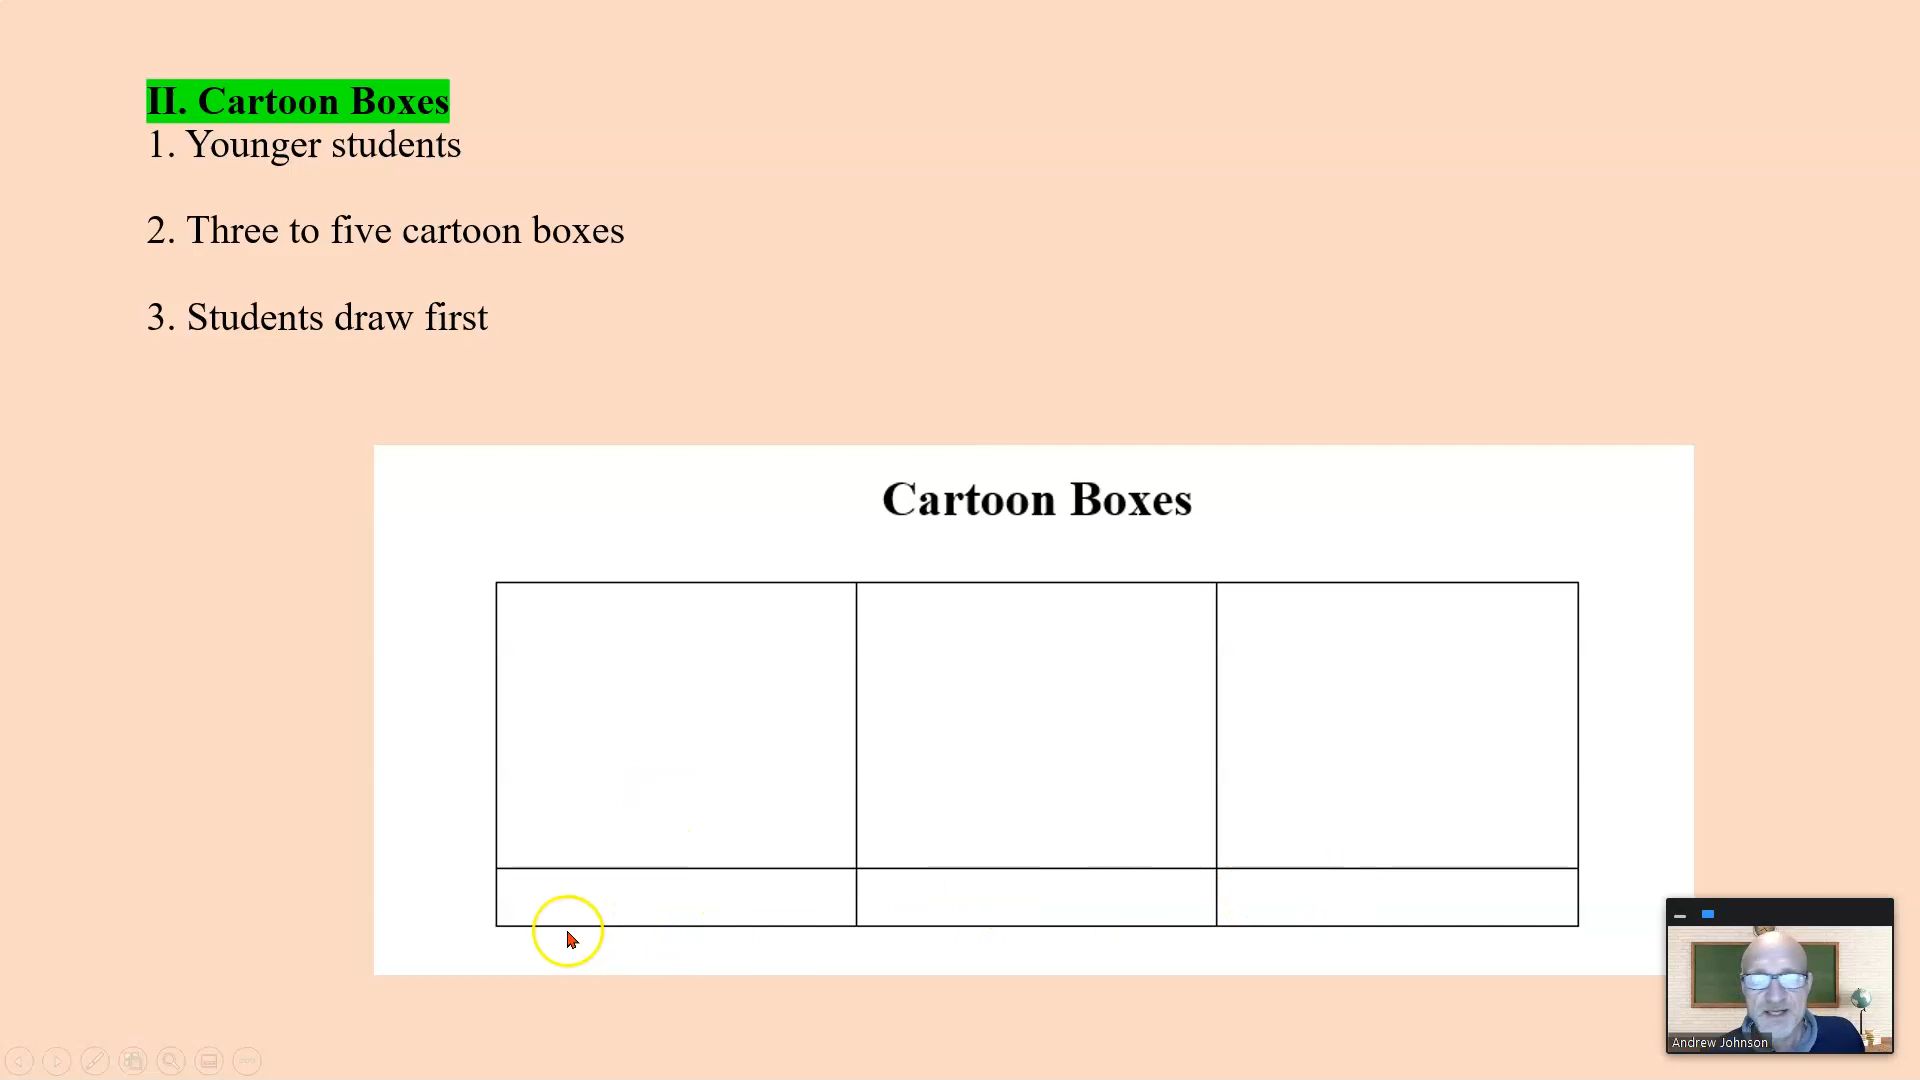 II. Cartoon Boxes
1. Younger students
2. Three to five cartoon boxes
3. Students draw first
Cartoon Boxes
Andrew Johnson